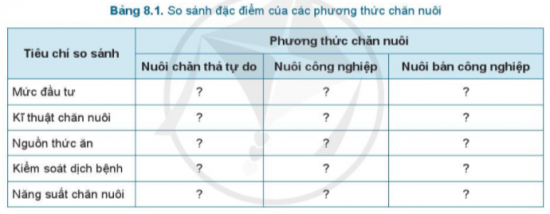 Bảng 8.1. So sánh đặc điểm của các phương thức chăn nuôi
Tiêu chí so sánh
Phương thức chăn nuôi
Nuôi chăn thả tự do Nuôi công nghiệp Nuôi bán công nghiệp
Mức đầu tư ? ? ?
Kĩ thuật chăn nuôi ? ? ?
Nguồn thức ăn ? ? ?
Kiểm soát dịch bệnh ? ? ?
Năng suất chăn nuôi ? ? ?